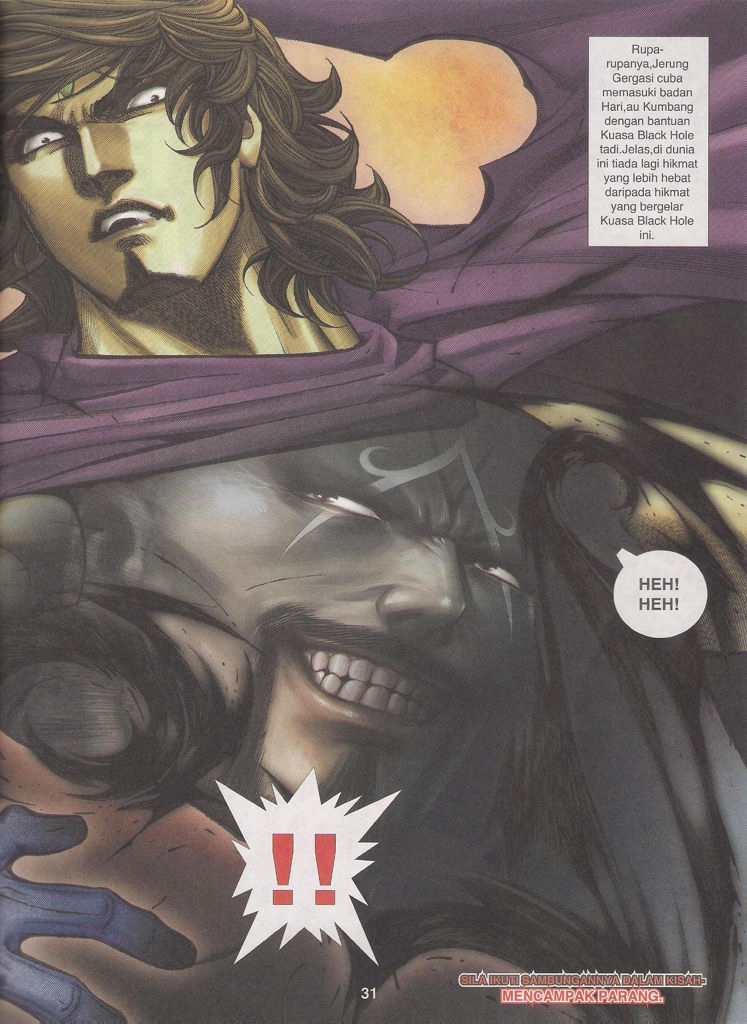 Rupa-
rupanya,Jerung
Gergasi cuba
memasuki badan
Hari,au Kumbang
dengan bantuan
Kuasa Black Hole
tadi.Jelas,di dunia
ini tiada lagi hikmat
yang lebih hebat
daripada hikmat
yang bergelar
Kuasa Black Hole
ini.
HEH!
HEH!
!!
SILA IKUTI SAMBUNGANNYA DALAM KISAH-
MENCAMPAK PARANG.
31